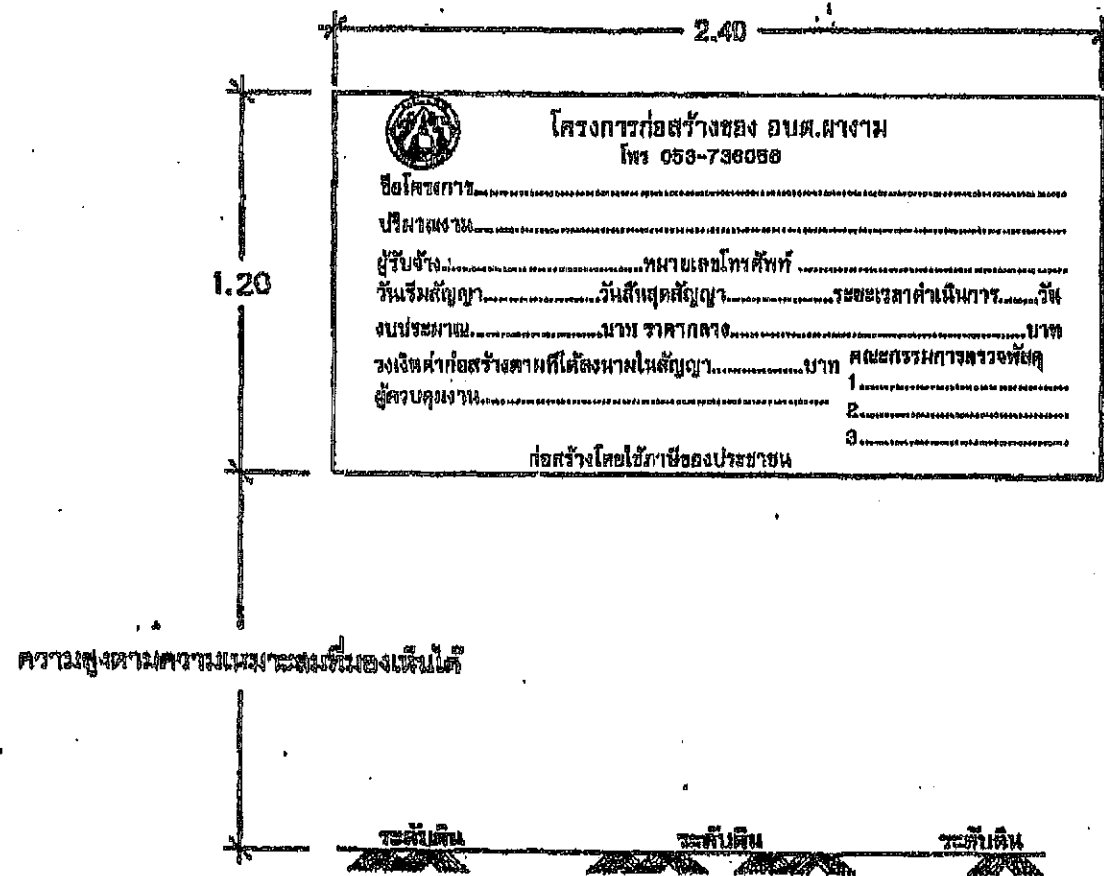 2.40
โครงการก่อสร้างของ อบต.ผางาม
โทร 053-736056
ชื่อโครงการ........................
ปริมาณงาน........................
ผู้รับจ้าง........................หมายเลขโทรศัพท์ ........................
วันเริ่มสัญญา................วันสิ้นสุดสัญญา................ระยะเวลาดำเนินการ......วัน
งบประมาณ................บาท ราคากลาง........................บาท
วงเงินค่าก่อสร้างตามที่ได้ลงนามในสัญญา................บาท
คณะกรรมการตรวจพัสดุ
ผู้ควบคุมงาน........................
1........................
2........................
3........................
ก่อสร้างโดยใช้ภาษีของประชาชน
1.20
ความสูงตามความเหมาะสมที่มองเห็นได้
ระดับดิน
ระดับดิน
ระดับดิน